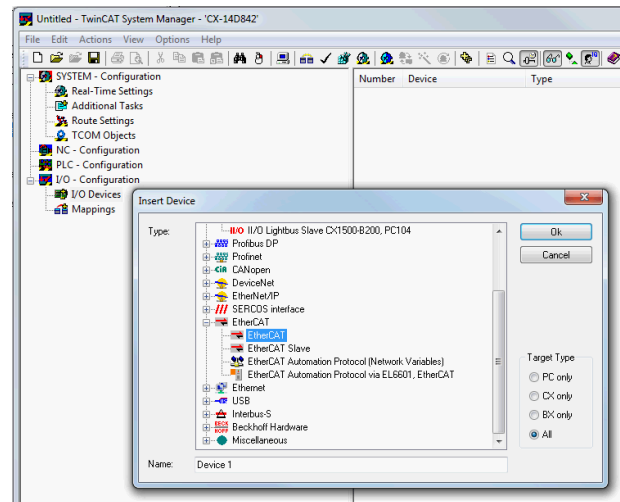 Untitled - TwinCAT System Manager - 'CX-14D842'
File Edit Actions View Options Help
SYSTEM - Configuration
Real-Time Settings
Additional Tasks
Route Settings
TCOM Objects
NC - Configuration
PLC - Configuration
I/O - Configuration
I/O Devices
Mappings
Number Device Type
Insert Device
Type:
II/O II/O Lightbus Slave CX1500-B200, PC104
Profibus DP
Profinet
CiA CANopen
DeviceNet
EtherNet/IP
SERCOS interface
EtherCAT
EtherCAT
EtherCAT Slave
EtherCAT Automation Protocol (Network Variables)
EtherCAT Automation Protocol via EL6601, EtherCAT
Ethernet
USB
Interbus-S
BECKHOFF Beckhoff Hardware
Miscellaneous
Ok
Cancel
Target Type
PC only
CX only
BX only
All
Name: Device 1